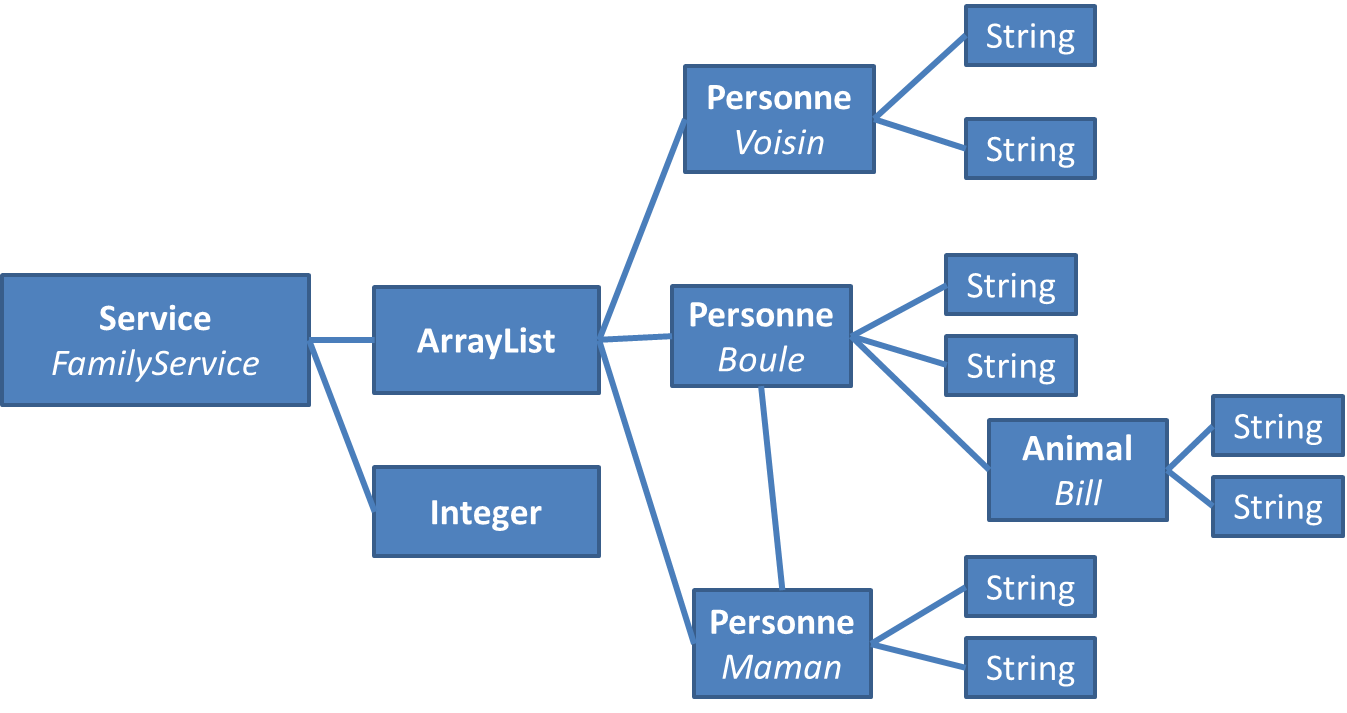 Service
FamilyService
ArrayList
Integer
Personne
Voisin
String
String
Personne
Boule
String
String
Animal
Bill
String
String
Personne
Maman
String
String